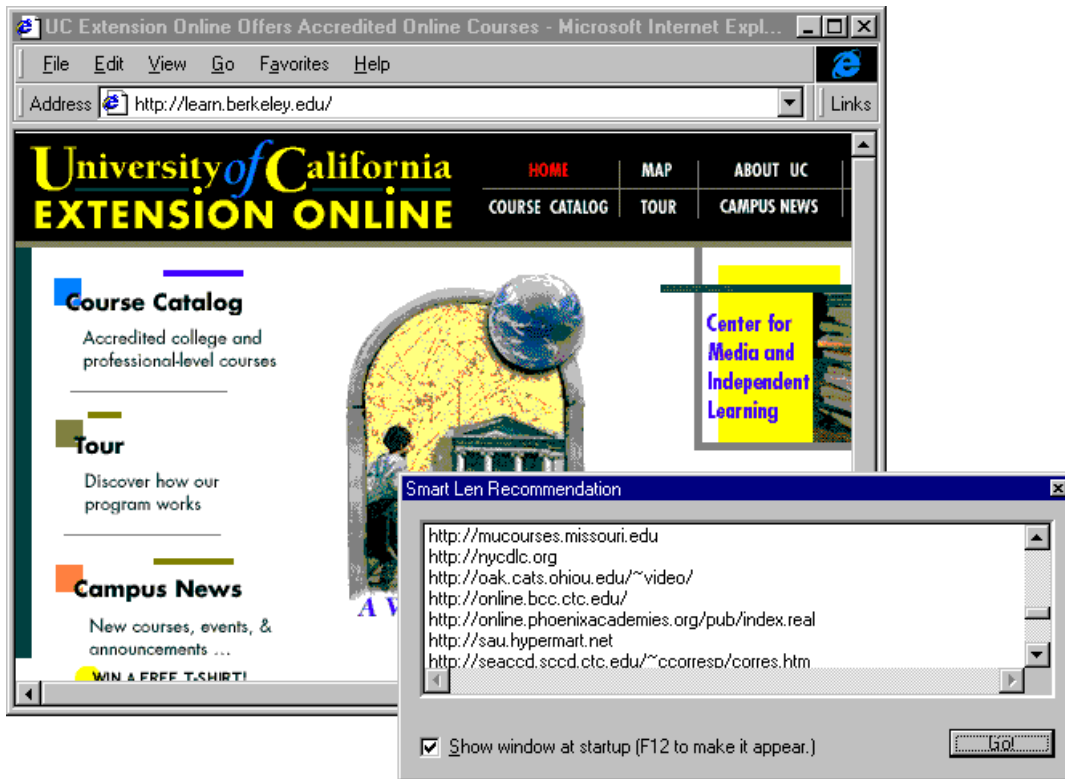 UC Extension Online Offers Accredited Online Courses - Microsoft Internet Expl...
File Edit View Go Favorites Help
Address http://learn.berkeley.edu/ Links
University of California
EXTENSION ONLINE
HOME MAP ABOUT UC
COURSE CATALOG TOUR CAMPUS NEWS
Course Catalog
Accredited college and
professional-level courses
Tour
Discover how our
program works
Campus News
New courses, events, &
announcements ...
WIN A FREE T-SHIRT!
A
Center for
Media and
Independent
Learning
Smart Len Recommendation
http://mucourses.missouri.edu
http://nycdlc.org
http://oak.cats.ohiou.edu/~video/
http://online.bcc.ctc.edu/
http://online.phoenixacademies.org/pub/index.real
http://sau.hypermart.net
http://seaccd.sccd.ctc.edu/~ccorresp/corres.htm
Show window at startup (F12 to make it appear.)
Go!